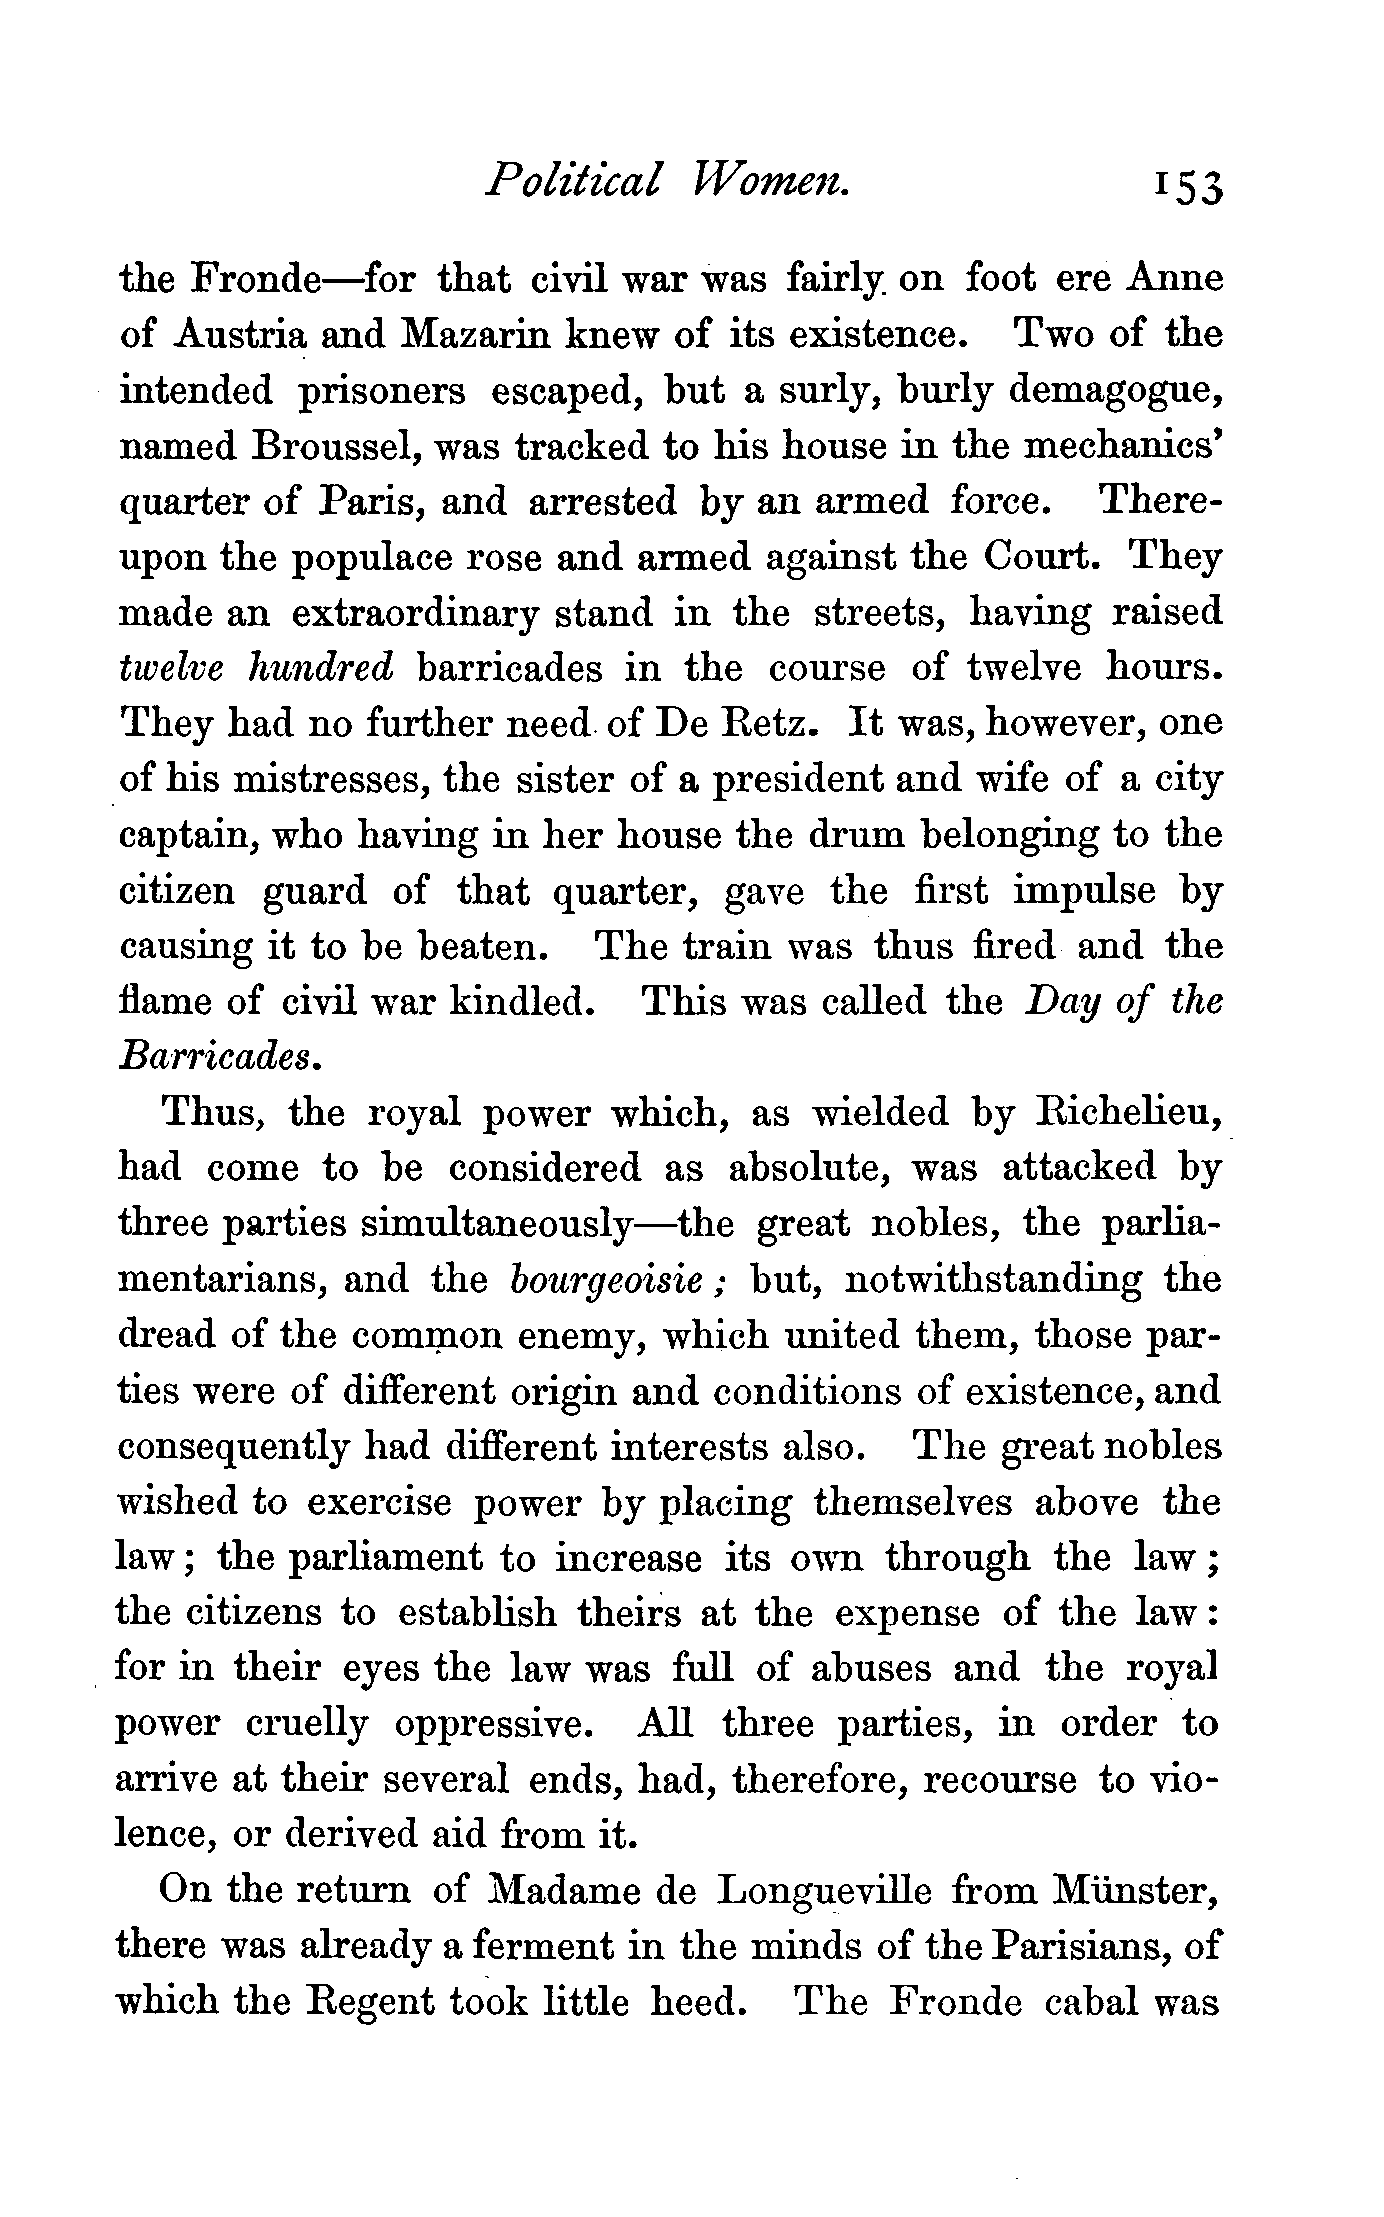 Political Women. 153
the Fronde—for that civil war was fairly on foot ere Anne
of Austria and Mazarin knew of its existence. Two of the
intended prisoners escaped, but a surly, burly demagogue,
named Broussel, was tracked to his house in the mechanics’
quarter of Paris, and arrested by an armed force. There-
upon the populace rose and armed against the Court. They
made an extraordinary stand in the streets, having raised
twelve hundred barricades in the course of twelve hours.
They had no further need of De Retz. It was, however, one
of his mistresses, the sister of a president and wife of a city
captain, who having in her house the drum belonging to the
citizen guard of that quarter, gave the first impulse by
causing it to be beaten. The train was thus fired and the
flame of civil war kindled. This was called the Day of the
Barricades.
Thus, the royal power which, as wielded by Richelieu,
had come to be considered as absolute, was attacked by
three parties simultaneously—the great nobles, the parlia-
mentarians, and the bourgeoisie; but, notwithstanding the
dread of the common enemy, which united them, those par-
ties were of different origin and conditions of existence, and
consequently had different interests also. The great nobles
wished to exercise power by placing themselves above the
law; the parliament to increase its own through the law;
the citizens to establish theirs at the expense of the law:
for in their eyes the law was full of abuses and the royal
power cruelly oppressive. All three parties, in order to
arrive at their several ends, had, therefore, recourse to vio-
lence, or derived aid from it.
On the return of Madame de Longueville from Münster,
there was already a ferment in the minds of the Parisians, of
which the Regent took little heed. The Fronde cabal was